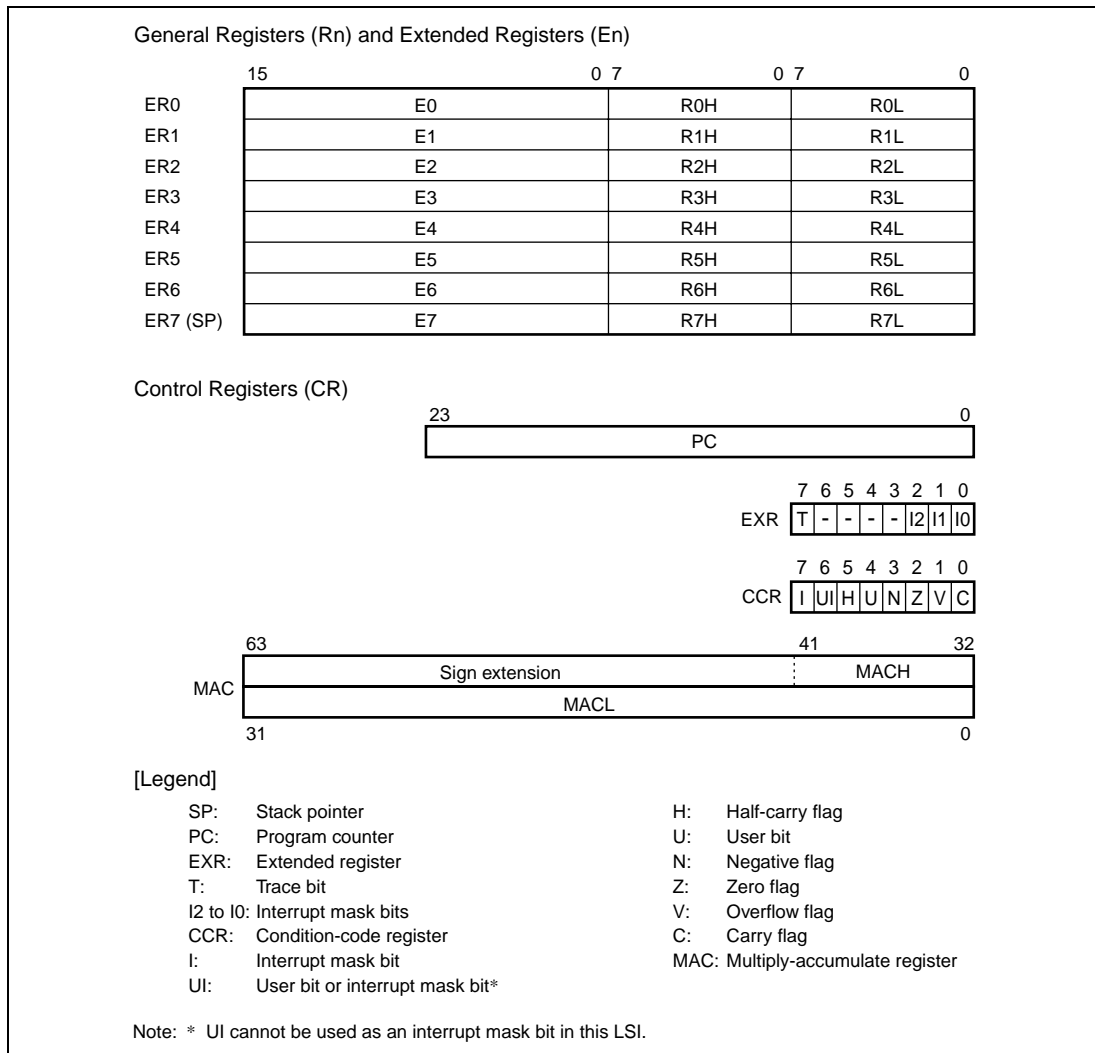 General Registers (Rn) and Extended Registers (En)
15 0 7 0 7 0
ER0 E0 R0H R0L
ER1 E1 R1H R1L
ER2 E2 R2H R2L
ER3 E3 R3H R3L
ER4 E4 R4H R4L
ER5 E5 R5H R5L
ER6 E6 R6H R6L
ER7 (SP) E7 R7H R7L
Control Registers (CR)
23 0
PC
7 6 5 4 3 2 1 0
EXR T - - - - I2 I1 I0
7 6 5 4 3 2 1 0
CCR I UI H U N Z V C
63 41 32
Sign extension MACH
MAC
MACL
31 0
[Legend]
SP: Stack pointer
PC: Program counter
EXR: Extended register
T: Trace bit
I2 to I0: Interrupt mask bits
CCR: Condition-code register
I: Interrupt mask bit
UI: User bit or interrupt mask bit*
H: Half-carry flag
U: User bit
N: Negative flag
Z: Zero flag
V: Overflow flag
C: Carry flag
MAC: Multiply-accumulate register
Note: * UI cannot be used as an interrupt mask bit in this LSI.